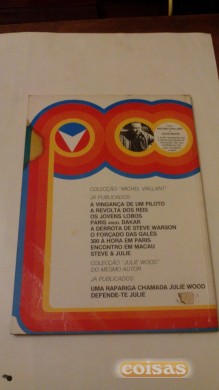 COLECÇÃO "MICHEL VAILLANT"
JÁ PUBLICADOS:
A VINGANÇA DE UM PILOTO
A REVOLTA DOS REIS
OS JOVENS LOBOS
PARIS DAKAR
A DERROTA DE STEVE WARSON
O FORÇADO DAS GALÉS
300 À HORA EM PARIS
ENCONTRO EM MACAU
STEVE & JULIE
COLECÇÃO "JULIE WOOD"
DO MESMO AUTOR
JÁ PUBLICADOS:
UMA RAPARIGA CHAMADA JULIE WOOD
DEFENDE-TE JULIE
coisas